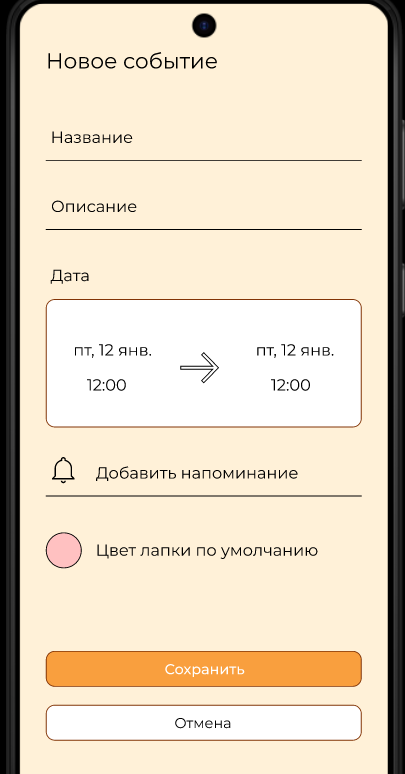 Новое событие
Название
Описание
Дата
пт, 12 янв.
пт, 12 янв.
12:00
12:00
Добавить напоминание
Цвет лапки по умолчанию
Сохранить
Отмена